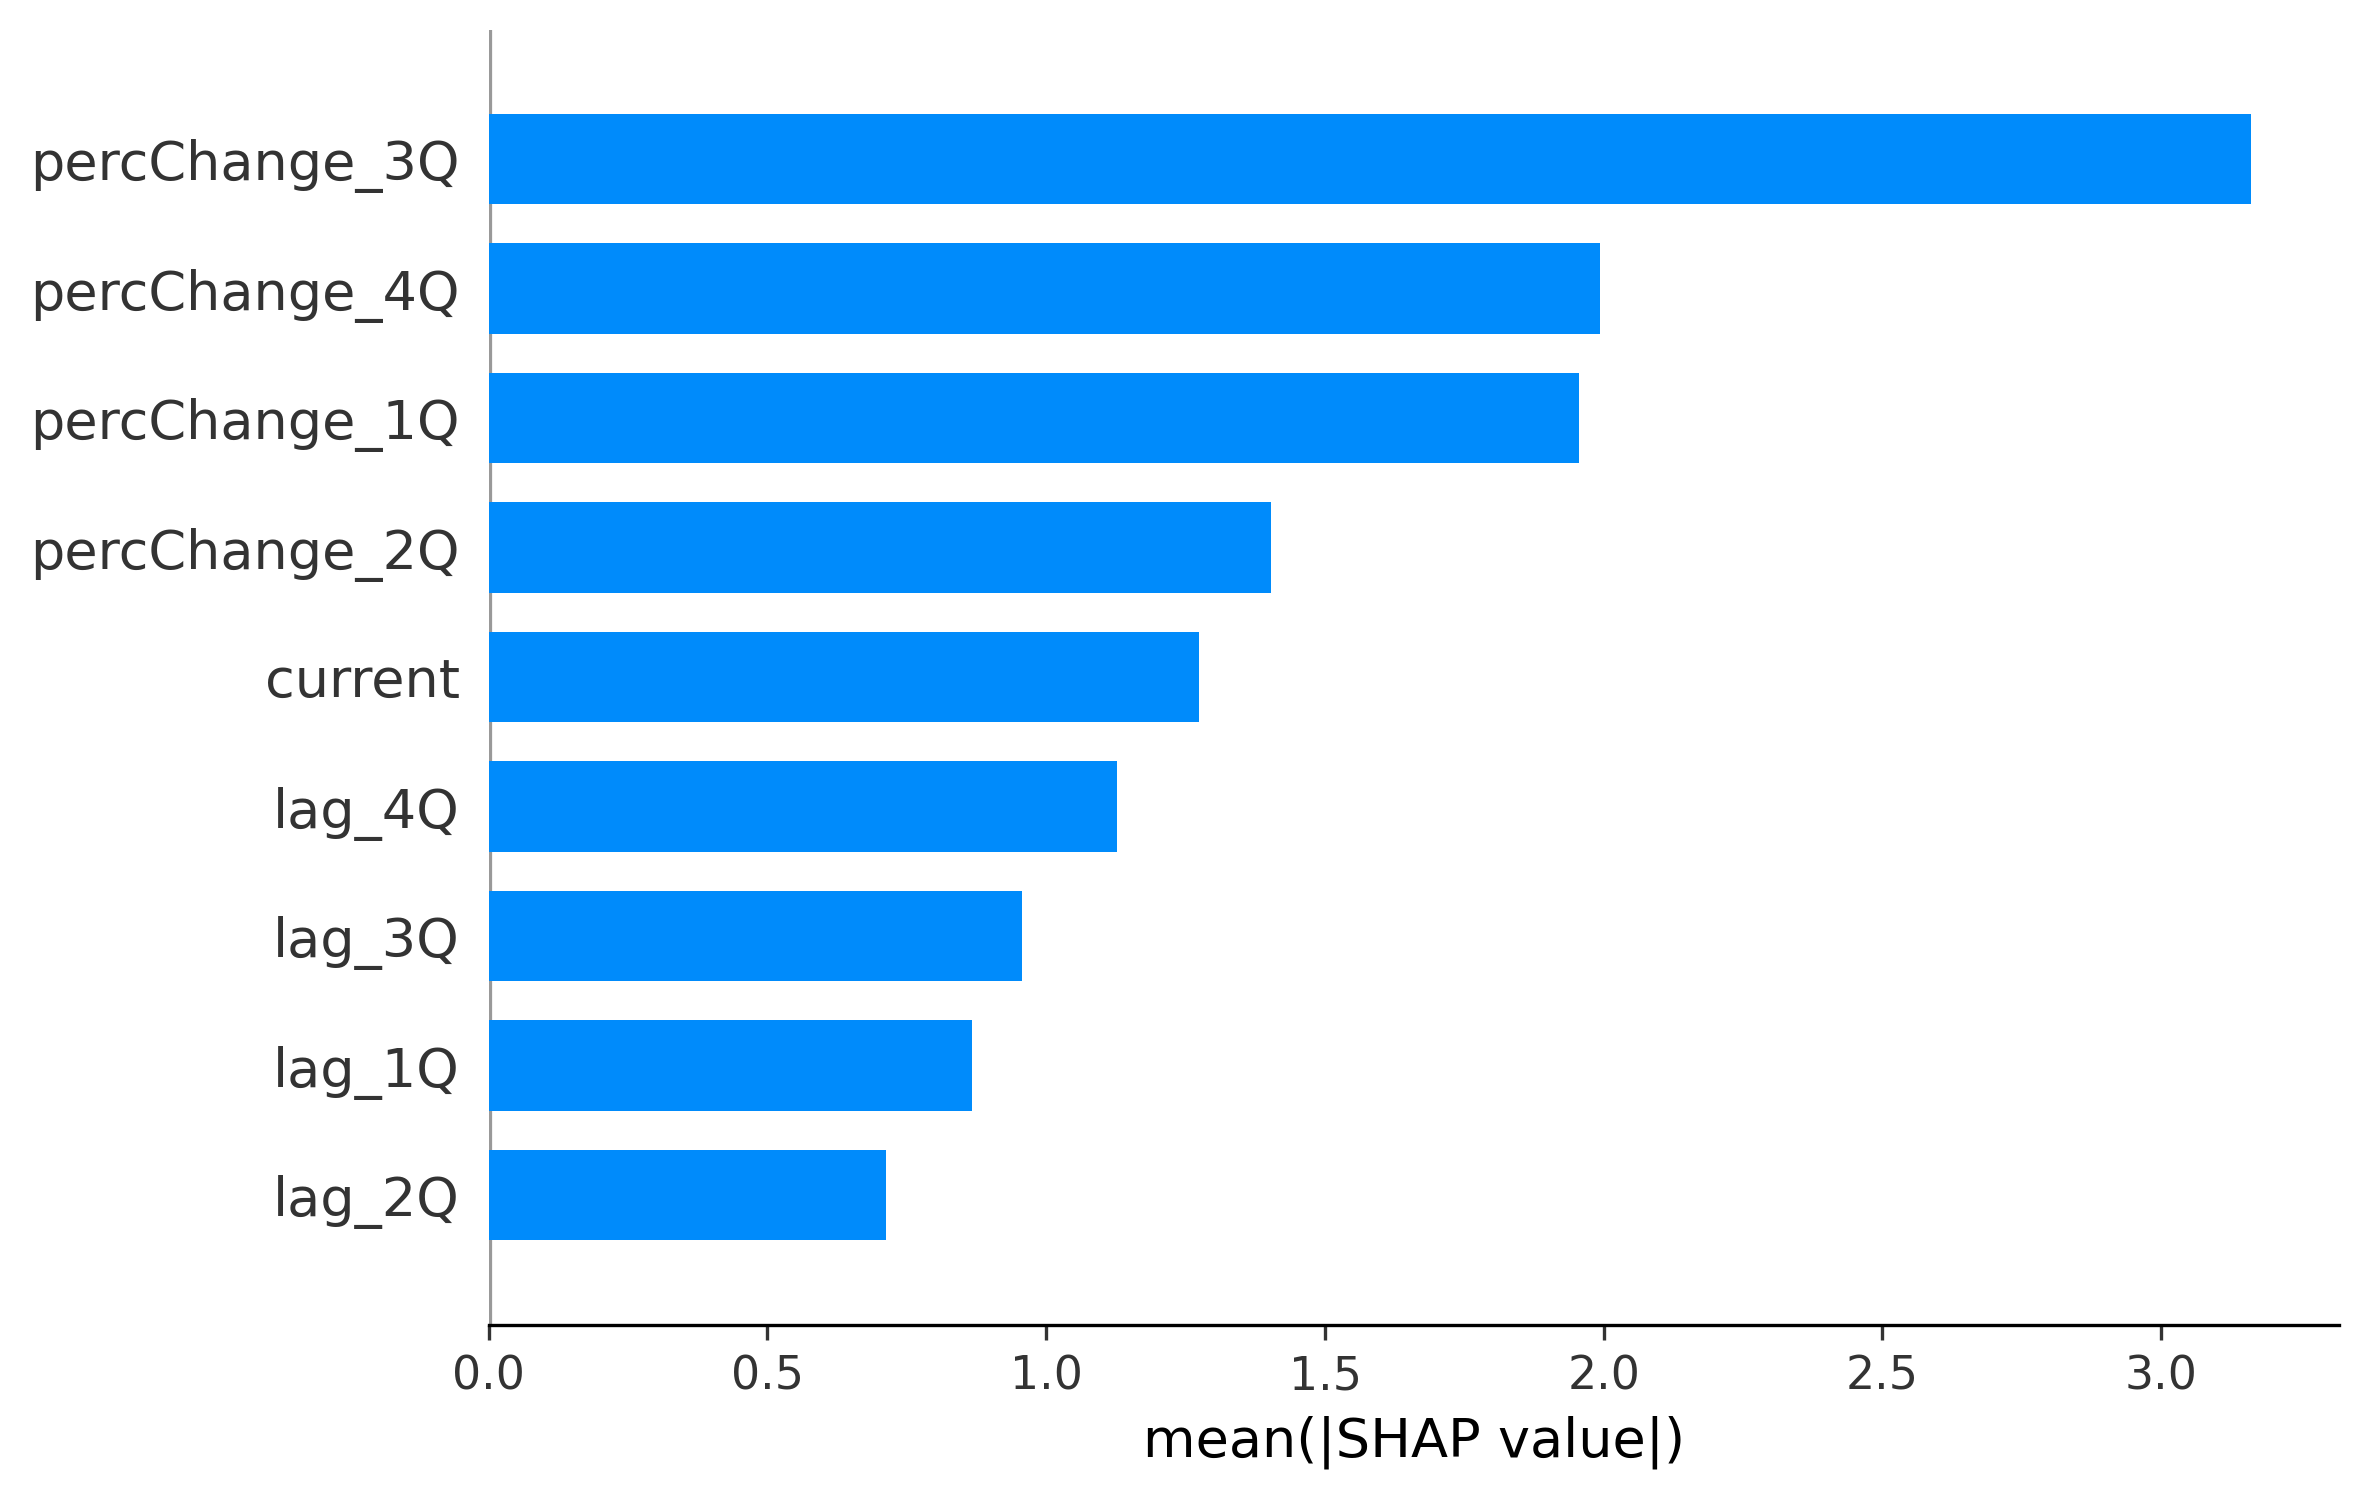 percChange_3Q
percChange_4Q
percChange_1Q
percChange_2Q
current
lag_4Q
lag_3Q
lag_1Q
lag_2Q
0.0 0.5 1.0 1.5 2.0 2.5 3.0
mean(|SHAP value|)